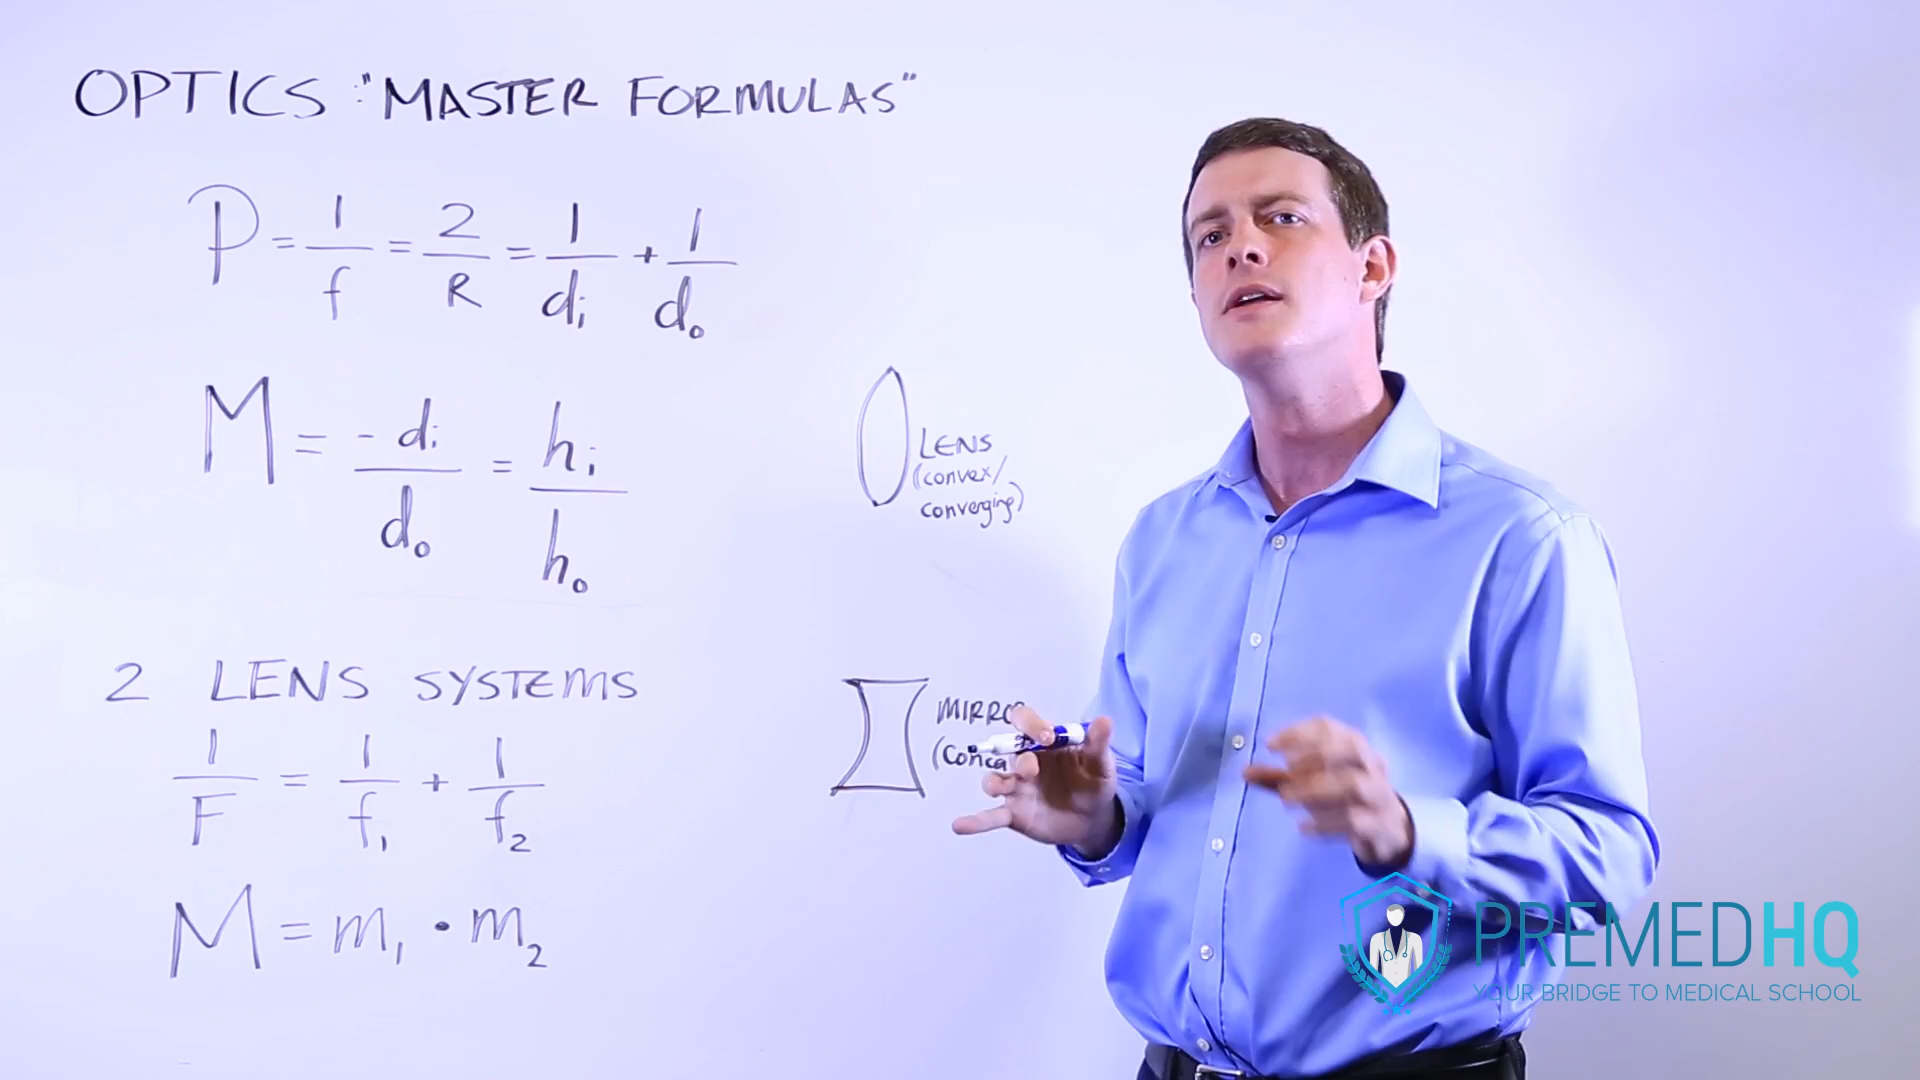 OPTICS: "MASTER FORMULAS"
P = 1/f = 2/R = 1/dᵢ + 1/dₒ
M = -dᵢ/dₒ = hᵢ/hₒ
LENS
(convex/
converging)
2 LENS SYSTEMS
1/F = 1/f₁ + 1/f₂
M = m₁ · m₂
PREMEDHQ
YOUR BRIDGE TO MEDICAL SCHOOL